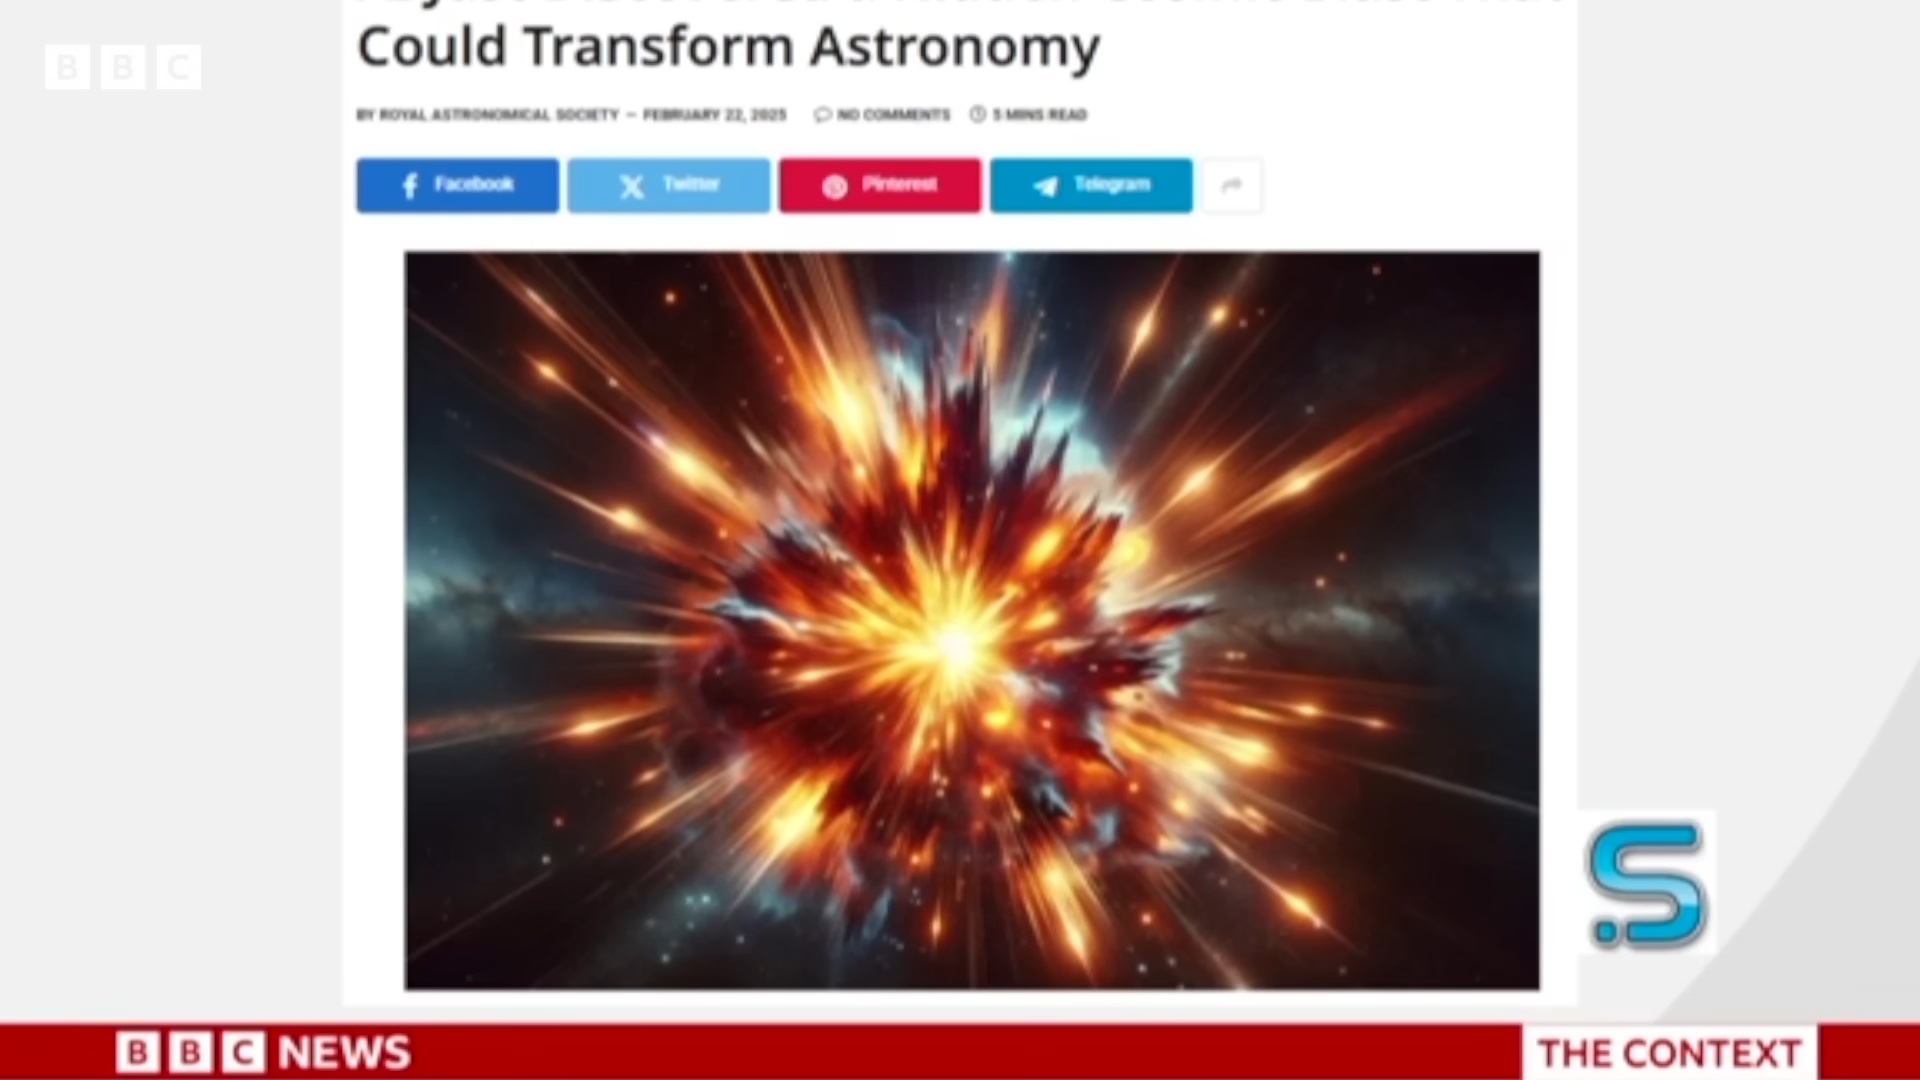 Could Transform Astronomy
BBC
BY ROYAL ASTRONOMICAL SOCIETY — FEBRUARY 22, 2025 NO COMMENTS 5 MINS READ
Facebook Twitter Pinterest Telegram
S
BBC NEWS
THE CONTEXT